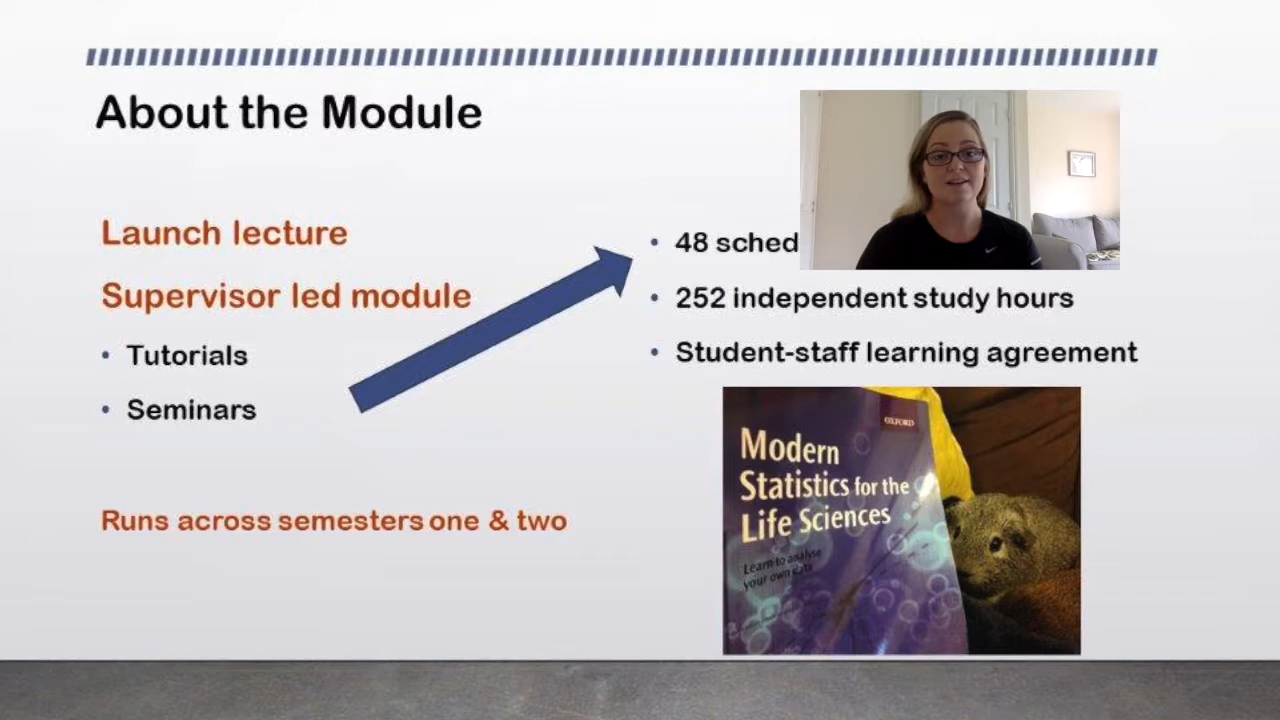 About the Module
Launch lecture
Supervisor led module
• Tutorials
• Seminars
Runs across semesters one & two
• 48 sched
• 252 independent study hours
• Student-staff learning agreement
OXFORD
Modern
Statistics for the
Life Sciences
Learn to analyse
your own data